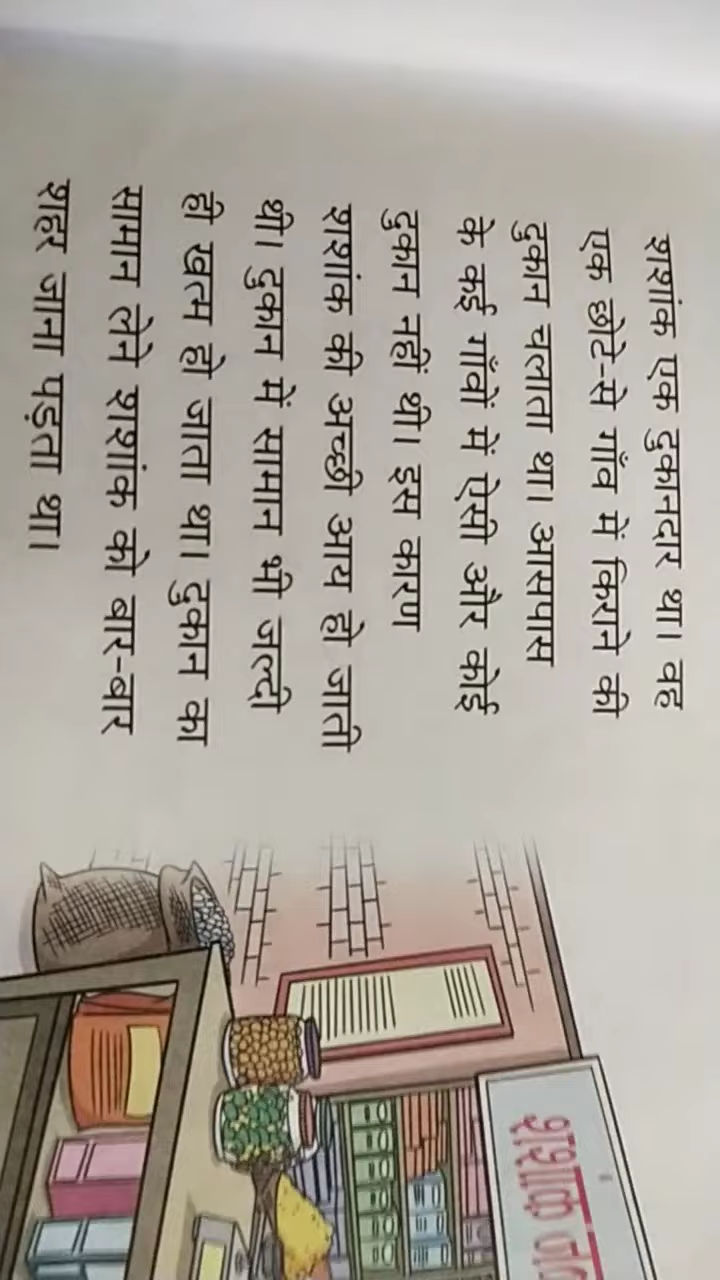 शशांक एक दुकानदार था। वह
एक छोटे-से गाँव में किराने की
दुकान चलाता था। आसपास
के कई गाँवों में ऐसी और कोई
दुकान नहीं थी। इस कारण
शशांक की अच्छी आय हो जाती
थी। दुकान में सामान भी जल्दी
ही खत्म हो जाता था। दुकान का
सामान लेने शशांक को बार-बार
शहर जाना पड़ता था।
शशांक